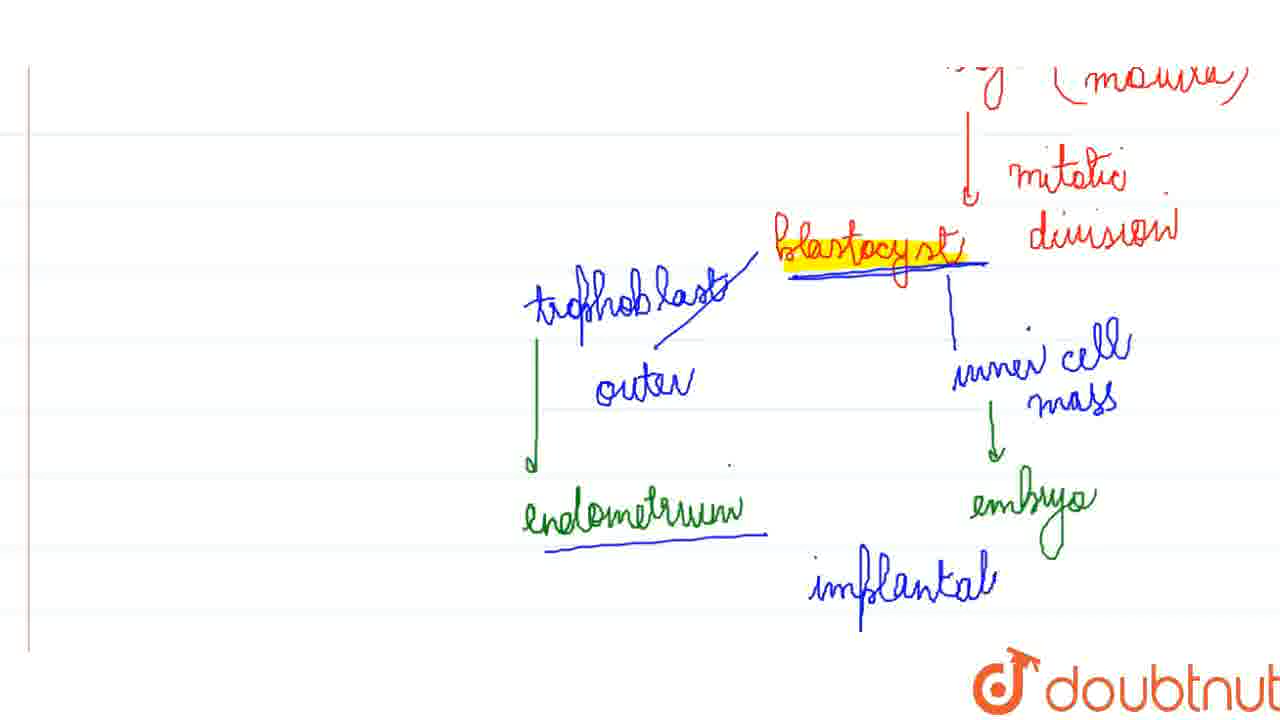 (morula)
mitotic
division
blastocyst
trophoblast
outer
inner cell
mass
endometrium
embryo
implantat
doubtnut